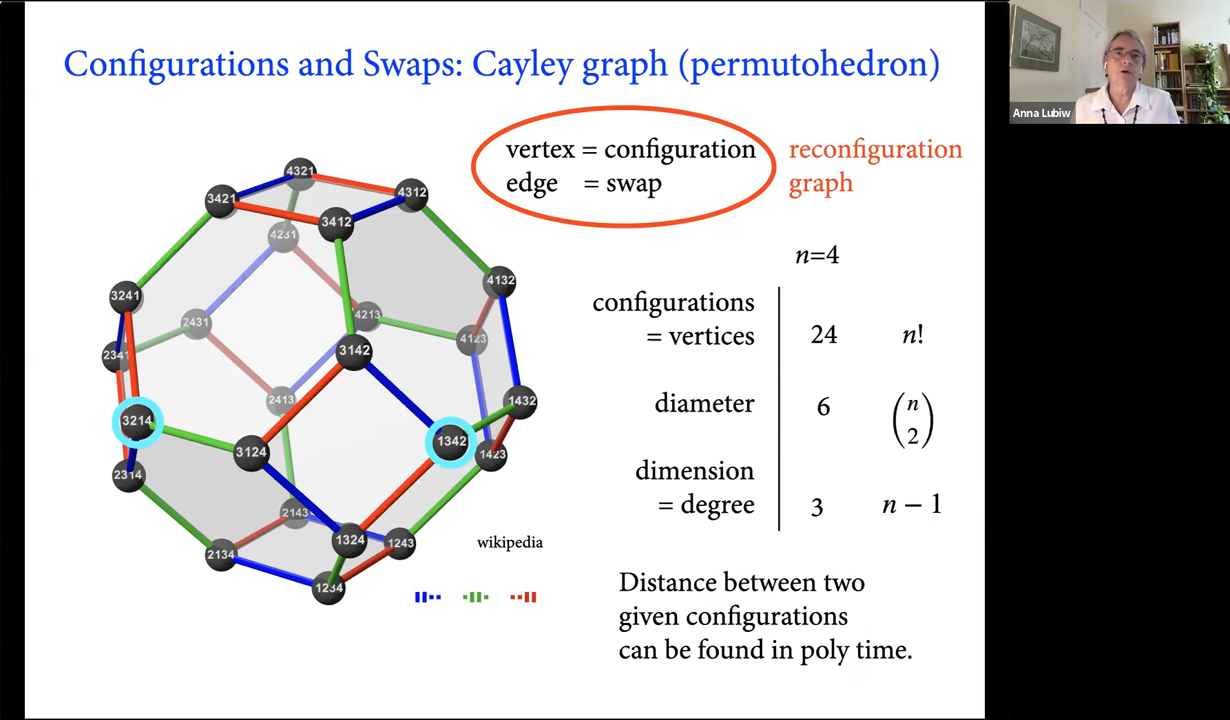 Configurations and Swaps: Cayley graph (permutohedron)
Anna Lubiw
vertex = configuration
edge = swap
reconfiguration
graph
4321
3421
4312
3412
4231
4132
3241
2431
4213
4123
2341
3142
2413
1432
3214
1342
3124
1423
2314
2143
1324
1243
2134
1234
wikipedia
n=4
configurations
= vertices
24
n!
diameter
6
(n 2)
dimension
= degree
3
n − 1
Distance between two
given configurations
can be found in poly time.